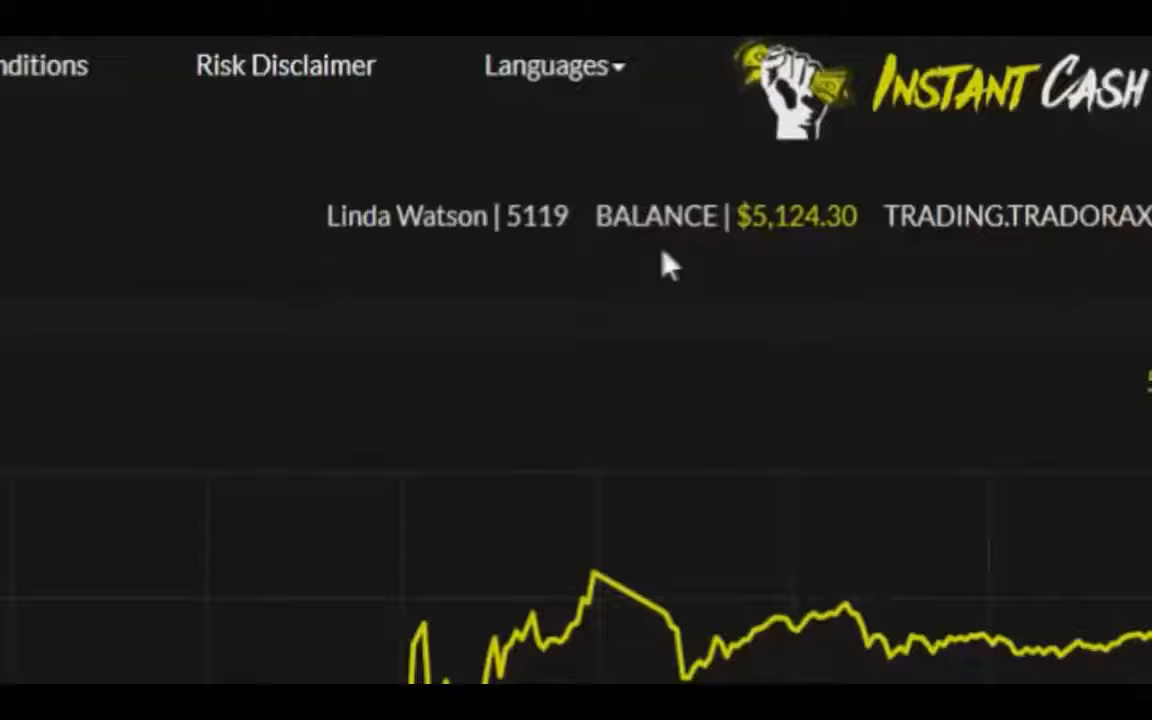 nditions Risk Disclaimer Languages INSTANT CASH
Linda Watson | 5119 BALANCE | $5,124.30 TRADING.TRADORAX